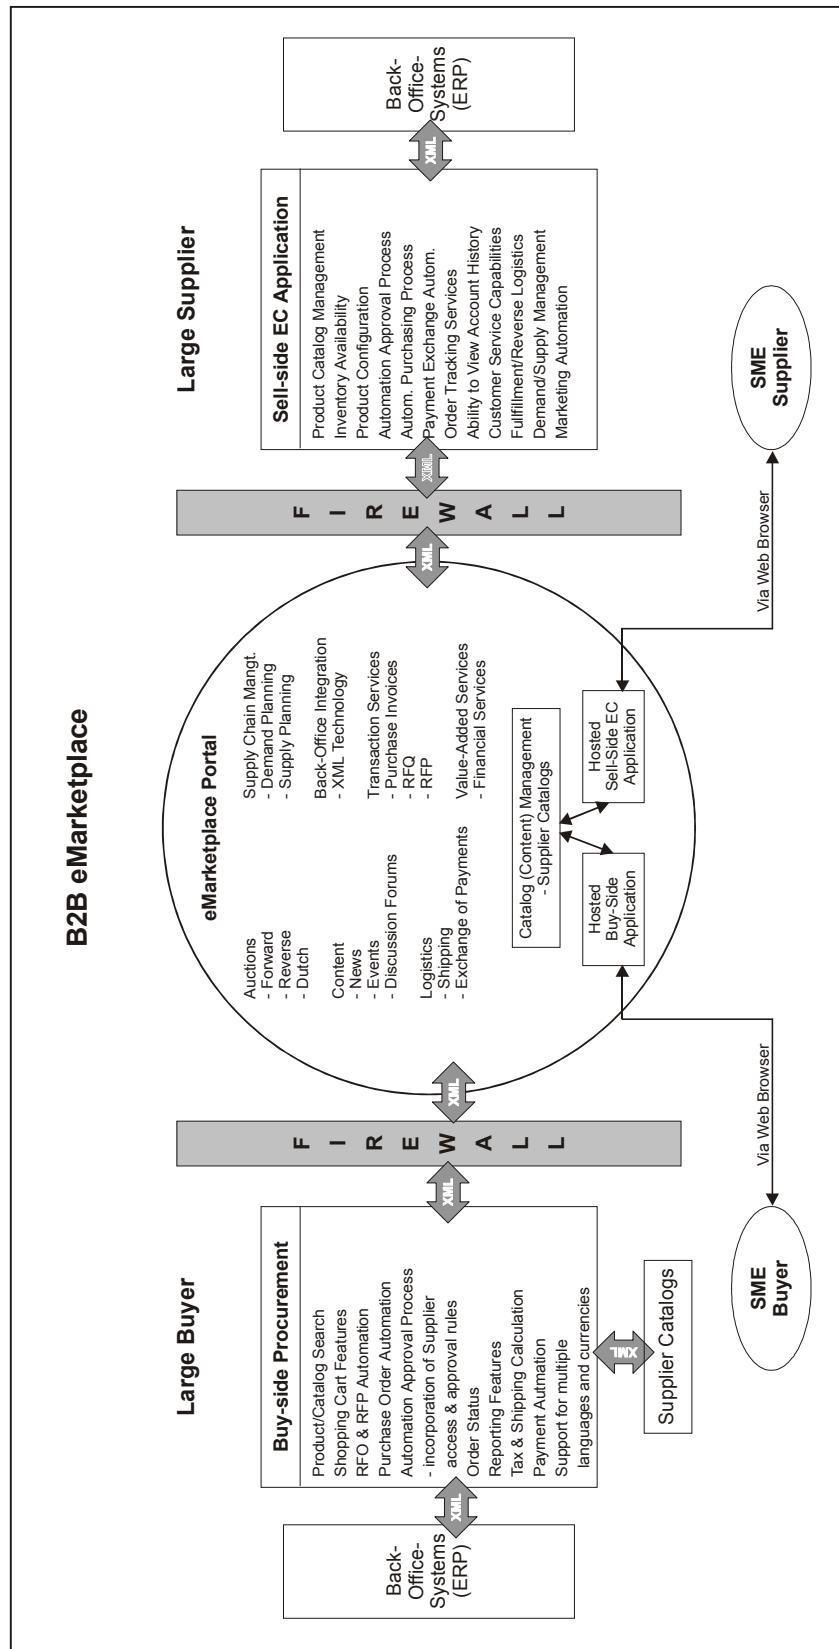 B2B eMarketplace
Large Buyer
Back-
Office-
Systems
(ERP)
XML
Buy-side Procurement
Product/Catalog Search
Shopping Cart Features
RFO & RFP Automation
Purchase Order Automation
Automation Approval Process
- incorporation of Supplier
access & approval rules
Order Status
Reporting Features
Tax & Shipping Calculation
Payment Autmation
Support for multiple
languages and currencies
XML
Supplier Catalogs
XML
FIREWALL
XML
eMarketplace Portal
Auctions
- Forward
- Reverse
- Dutch
Content
- News
- Events
- Discussion Forums
Logistics
- Shipping
- Exchange of Payments
Supply Chain Mangt.
- Demand Planning
- Supply Planning
Back-Office Integration
- XML Technology
Transaction Services
- Purchase Invoices
- RFQ
- RFP
Value-Added Services
- Financial Services
Catalog (Content) Management
- Supplier Catalogs
Hosted
Buy-Side
Application
Hosted
Sell-Side EC
Application
XML
FIREWALL
XML
Large Supplier
Sell-side EC Application
Product Catalog Management
Inventory Availability
Product Configuration
Automation Approval Process
Autom. Purchasing Process
Payment Exchange Autom.
Order Tracking Services
Ability to View Account History
Customer Service Capabilities
Fulfillment/Reverse Logistics
Demand/Supply Management
Marketing Automation
XML
Back-
Office-
Systems
(ERP)
SME
Buyer
Via Web Browser
Via Web Browser
SME
Supplier